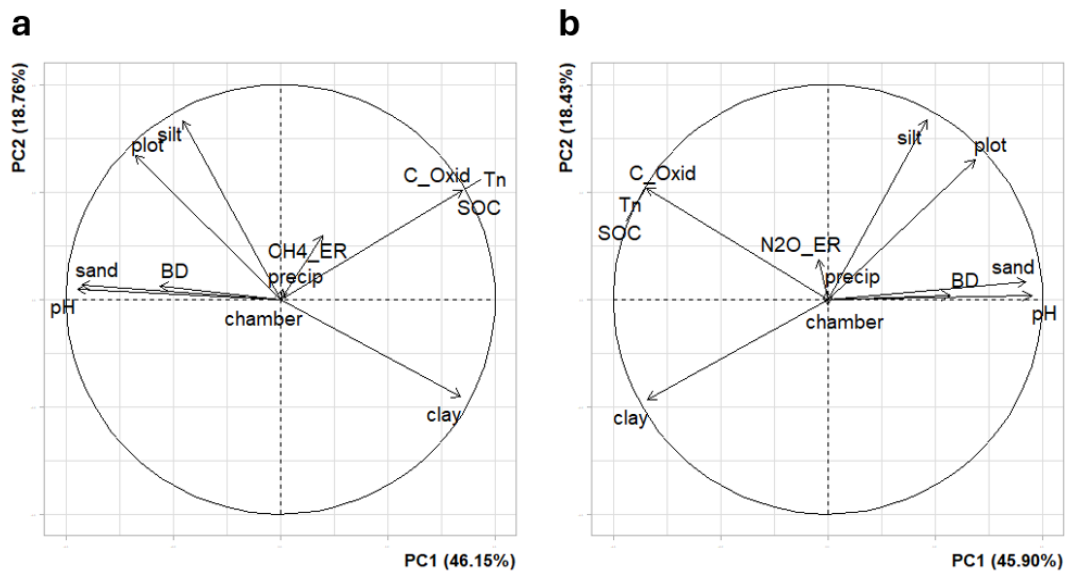 a
PC2 (18.76%)
silt
plot
C_Oxid
Tn
SOC
CH4_ER
sand
BD
precip
pH
chamber
clay
PC1 (46.15%)
b
PC2 (18.43%)
silt
plot
C_Oxid
Tn
SOC
N2O_ER
precip
sand
BD
pH
chamber
clay
PC1 (45.90%)